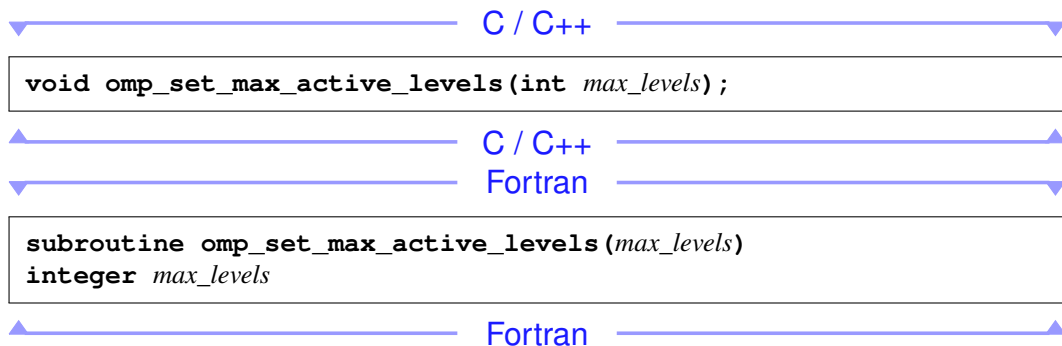 C / C++
void omp_set_max_active_levels(int max_levels);
C / C++
Fortran
subroutine omp_set_max_active_levels(max_levels)
integer max_levels
Fortran